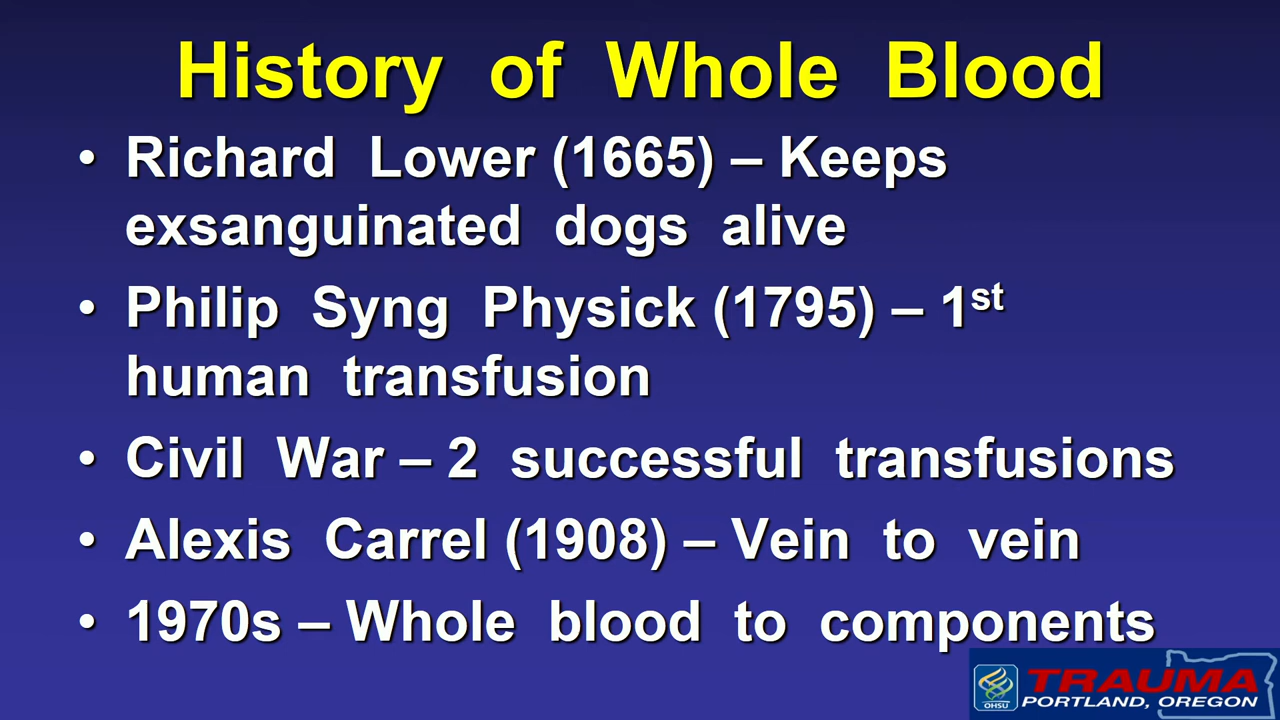 History of Whole Blood
• Richard Lower (1665) – Keeps
exsanguinated dogs alive
• Philip Syng Physick (1795) – 1st
human transfusion
• Civil War – 2 successful transfusions
• Alexis Carrel (1908) – Vein to vein
• 1970s – Whole blood to components
OHSU
TRAUMA
PORTLAND, OREGON